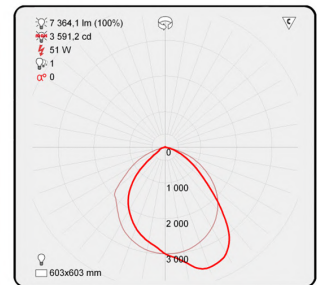 7 364,1 lm (100%)
3 591,2 cd
51 W
1
α° 0
C
0
1 000
2 000
3 000
603x603 mm